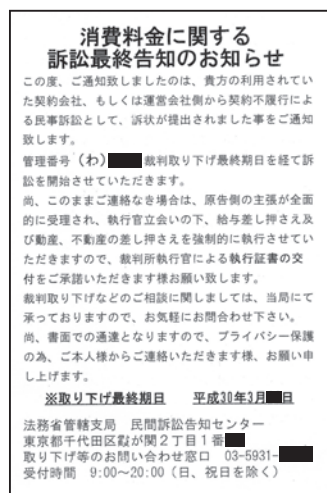 消費料金に関する
訴訟最終告知のお知らせ
この度、ご通知致しましたのは、貴方の利用されてい
た契約会社、もしくは運営会社側から契約不履行によ
る民事訴訟として、訴状が提出されました事をご通知
致します。
管理番号（わ） 裁判取り下げ最終期日を経て訴
訟を開始させていただきます。
尚、このままご連絡なき場合は、原告側の主張が全面
的に受理され、執行官立会いの下、給与差し押さえ及
び動産、不動産の差し押さえを強制的に執行させてい
ただきますので、裁判所執行官による執行証書の交
付をご承諾いただきます様お願い致します。
裁判取り下げなどのご相談に関しましては、当局にて
承っておりますので、お気軽にお問合わせ下さい。
尚、書面での通達となりますので、プライバシー保護
の為、ご本人様からご連絡いただきます様、お願い申
し上げます。
※取り下げ最終期日 平成30年3月 日
法務省管轄支局 民間訴訟告知センター
東京都千代田区霞が関２丁目１番
取り下げ等のお問い合わせ窓口 03-5931-
受付時間 9:00～20:00（日、祝日を除く）